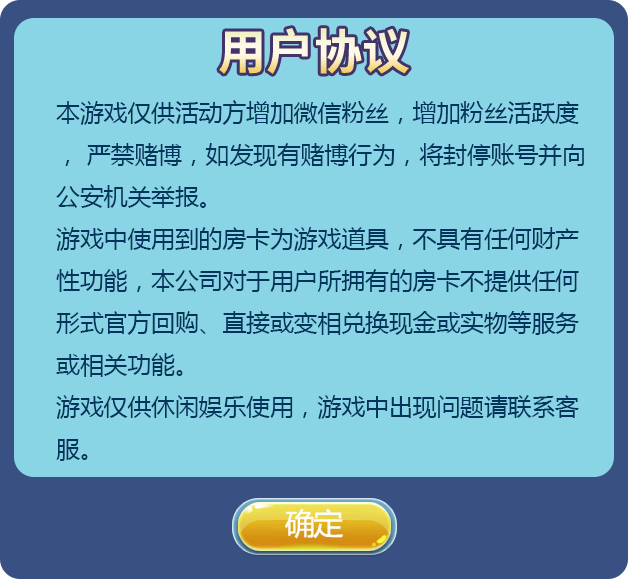 用户协议
本游戏仅供活动方增加微信粉丝，增加粉丝活跃度
，严禁赌博，如发现有赌博行为，将封停账号并向
公安机关举报。
游戏中使用到的房卡为游戏道具，不具有任何财产
性功能，本公司对于用户所拥有的房卡不提供任何
形式官方回购、直接或变相兑换现金或实物等服务
或相关功能。
游戏仅供休闲娱乐使用，游戏中出现问题请联系客
服。
确定